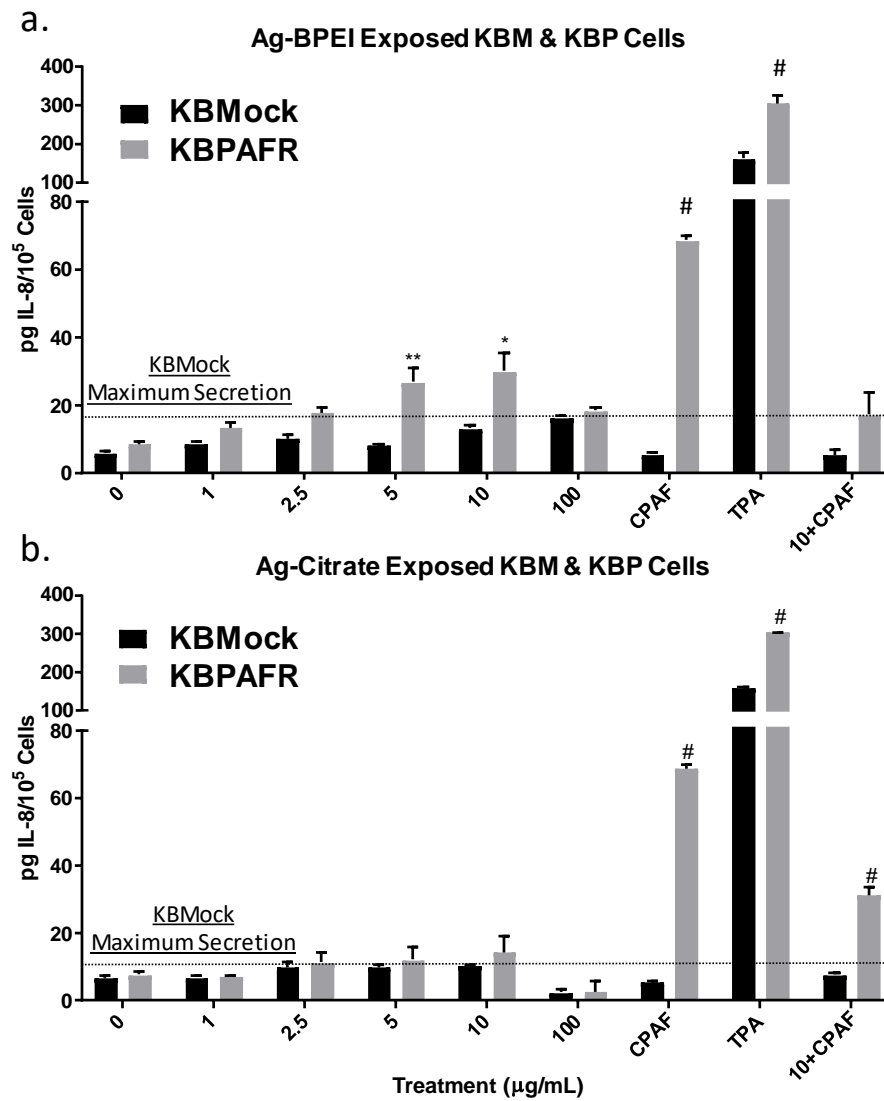 a.
Ag-BPEI Exposed KBM & KBP Cells
400
300
200
100
80
60
40
20
0
pg IL-8/10⁵ Cells
KBMock
KBPAFR
KBMock
Maximum Secretion
**
*
#
#
0
1
2.5
5
10
100
CPAF
TPA
10+CPAF
b.
Ag-Citrate Exposed KBM & KBP Cells
400
300
200
100
80
60
40
20
0
pg IL-8/10⁵ Cells
KBMock
KBPAFR
KBMock
Maximum Secretion
#
#
#
0
1
2.5
5
10
100
CPAF
TPA
10+CPAF
Treatment (μg/mL)